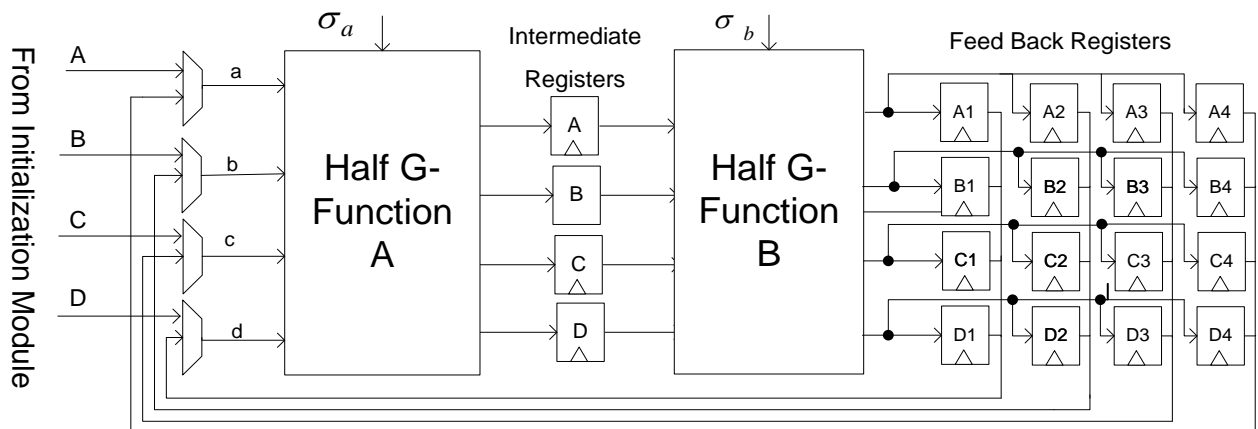 σa
σ b
Intermediate
Registers
Feed Back Registers
From Initialization Module
A
B
C
D
a
b
c
d
Half G-
Function
A
A
B
C
D
Half G-
Function
B
A1
A2
A3
A4
B1
B2
B3
B4
C1
C2
C3
C4
D1
D2
D3
D4